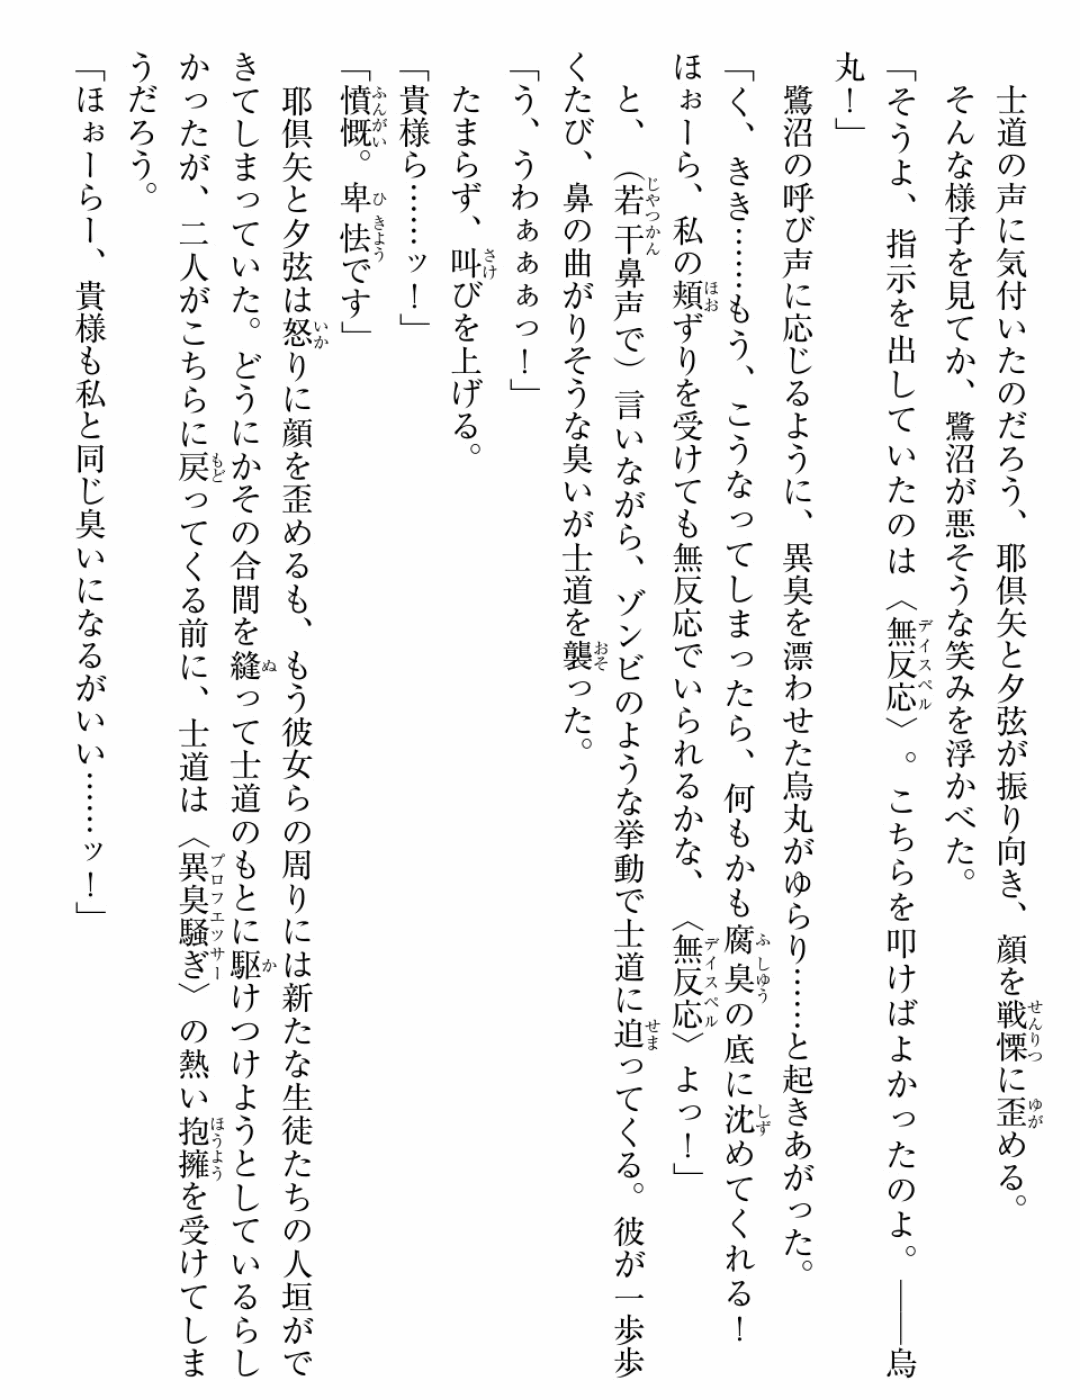 士道の声に気付いたのだろう、耶倶矢と夕弦が振り向き、顔を戦慄に歪める。
そんな様子を見てか、鷺沼が悪そうな笑みを浮かべた。
「そうよ、指示を出していたのは〈無反応〉。こちらを叩けばよかったのよ。――烏
丸！」
鷺沼の呼び声に応じるように、異臭を漂わせた烏丸がゆらり……と起きあがった。
「く、きき……もう、こうなってしまったら、何もかも腐臭の底に沈めてくれる！
ほぉーら、私の頬ずりを受けても無反応でいられるかな、〈無反応〉よっ！」
と、（若干鼻声で）言いながら、ゾンビのような挙動で士道に迫ってくる。彼が一歩歩
くたび、鼻の曲がりそうな臭いが士道を襲った。
「う、うわぁぁぁっ！」
たまらず、叫びを上げる。
「貴様ら……ッ！」
「憤慨。卑怯です」
耶倶矢と夕弦は怒りに顔を歪めるも、もう彼女らの周りには新たな生徒たちの人垣がで
きてしまっていた。どうにかその合間を縫って士道のもとに駆けつけようとしているらし
かったが、二人がこちらに戻ってくる前に、士道は〈異臭騒ぎ〉の熱い抱擁を受けてしま
うだろう。
「ほぉーらー、貴様も私と同じ臭いになるがいい……ッ！」